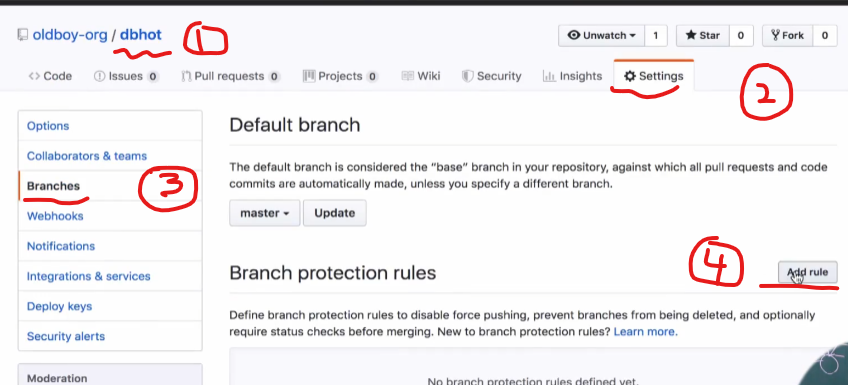 oldboy-org / dbhot 1 Unwatch 1 Star 0 Fork 0
Code Issues 0 Pull requests 0 Projects 0 Wiki Security Insights Settings
2
Options
Collaborators & teams
Branches 3
Webhooks
Notifications
Integrations & services
Deploy keys
Security alerts
Moderation
Default branch
The default branch is considered the "base" branch in your repository, against which all pull requests and code
commits are automatically made, unless you specify a different branch.
master Update
Branch protection rules 4 Add rule
Define branch protection rules to disable force pushing, prevent branches from being deleted, and optionally
require status checks before merging. New to branch protection rules? Learn more.
No branch protection rules defined yet.